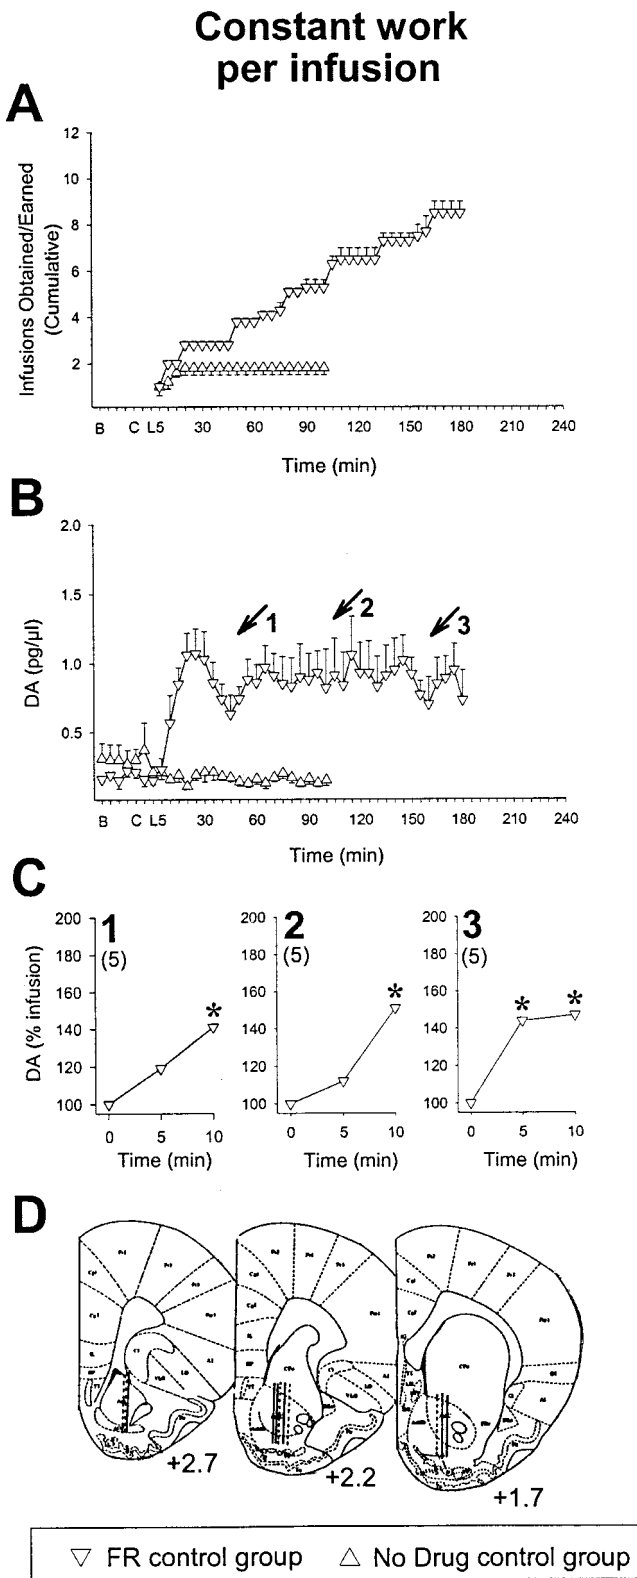 Constant work
per infusion
A
Infusions Obtained/Earned
(Cumulative)
12
10
8
6
4
2
B C L5 30 60 90 120 150 180 210 240
Time (min)
B
DA (pg/µl)
2.0
1.5
1.0
0.5
1 2 3
B C L5 30 60 90 120 150 180 210 240
Time (min)
C
DA (% infusion)
200
180
160
140
120
100
1
(5)
*
0 5 10
Time (min)
200
180
160
140
120
100
2
(5)
*
0 5 10
Time (min)
200
180
160
140
120
100
3
(5)
* *
0 5 10
Time (min)
D
+2.7
+2.2
+1.7
FR control group No Drug control group